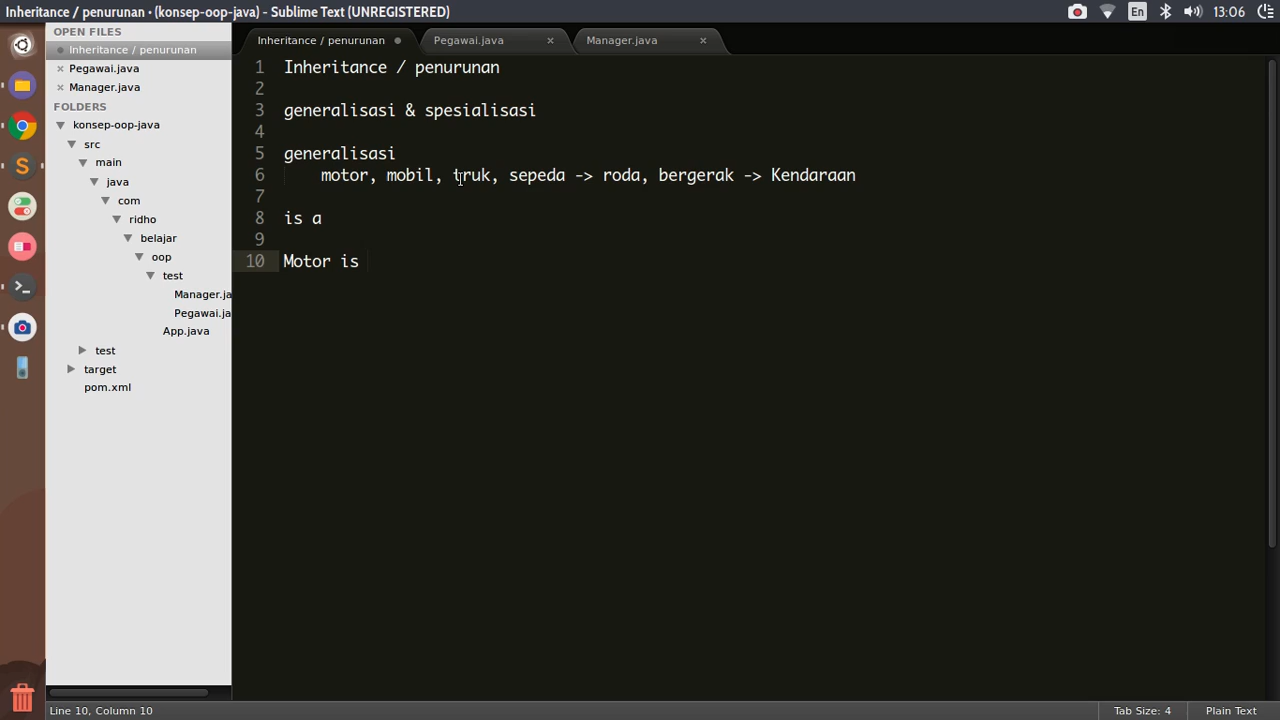 Inheritance / penurunan • (konsep-oop-java) - Sublime Text (UNREGISTERED)
En
13:06
OPEN FILES
Inheritance / penurunan
Pegawai.java
Manager.java
FOLDERS
konsep-oop-java
src
main
java
com
ridho
belajar
oop
test
Manager.ja
Pegawai.ja
App.java
test
target
pom.xml
Inheritance / penurunan
Pegawai.java
Manager.java
1 Inheritance / penurunan
2
3 generalisasi & spesialisasi
4
5 generalisasi
6 motor, mobil, truk, sepeda -> roda, bergerak -> Kendaraan
7
8 is a
9
10 Motor is
Line 10, Column 10
Tab Size: 4
Plain Text